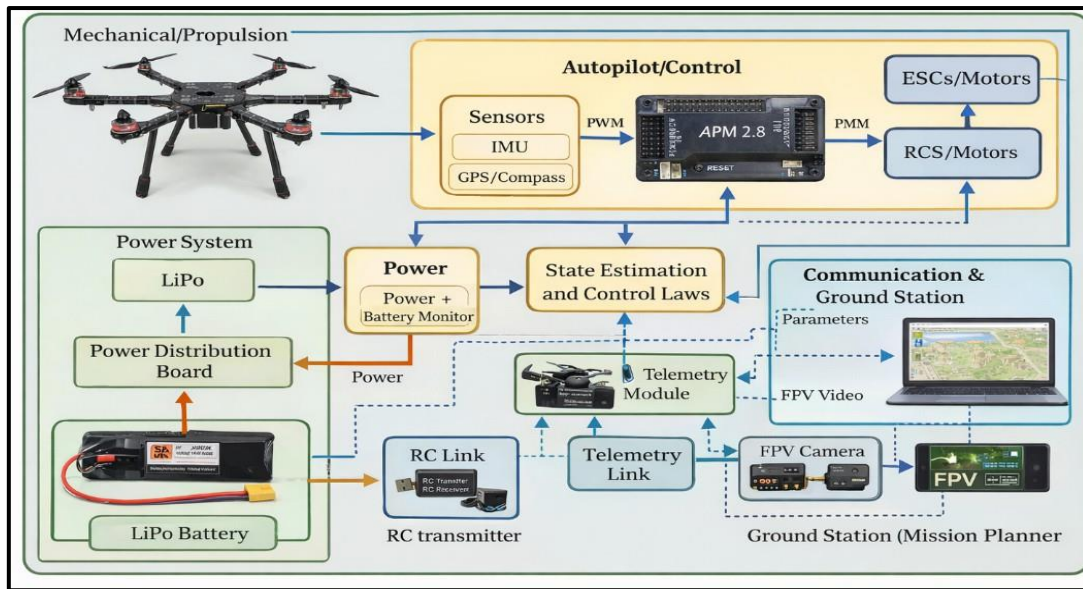 Mechanical/Propulsion
Autopilot/Control
Sensors
IMU
GPS/Compass
PWM
APM 2.8
RESET
PMM
ESCs/Motors
RCS/Motors
Power System
LiPo
Power Distribution
Board
LiPo Battery
Power
Power +
Battery Monitor
Power
State Estimation
and Control Laws
Communication &
Ground Station
Parameters
FPV Video
Telemetry
Module
RC Link
RC Receivers
RC transmitter
Telemetry
Link
FPV Camera
FPV
Ground Station (Mission Planner